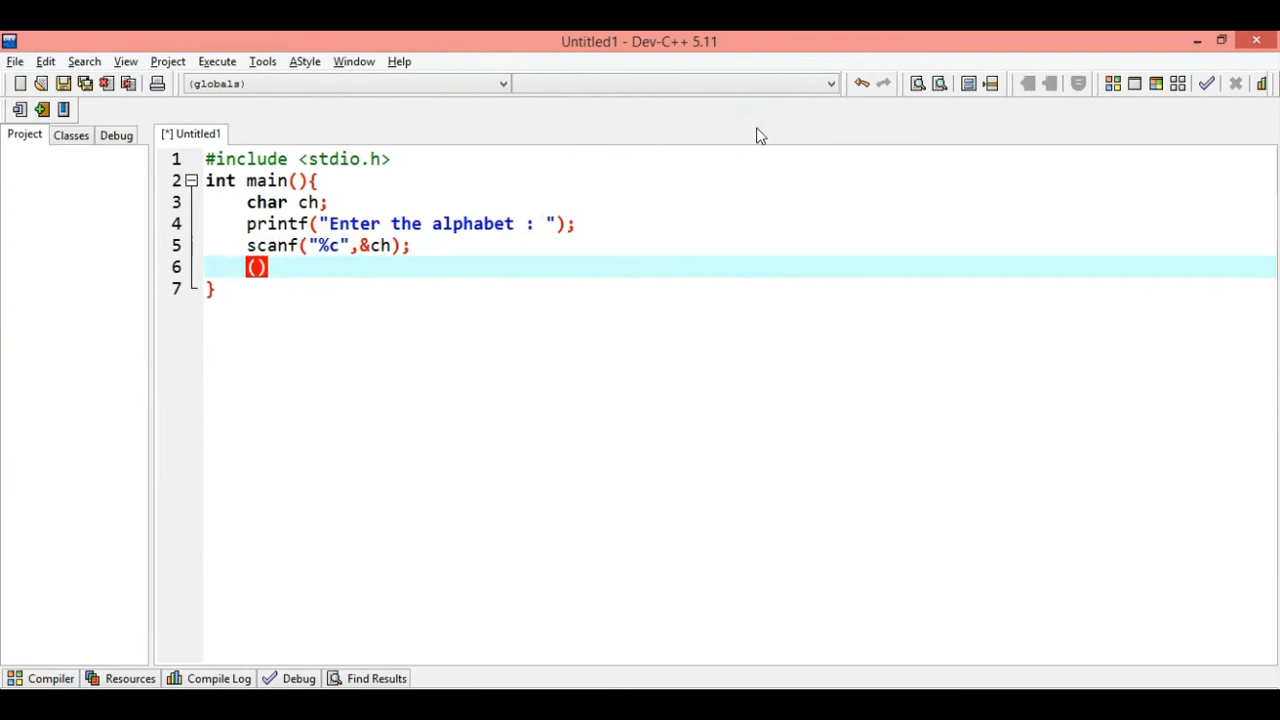 Untitled1 - Dev-C++ 5.11
File Edit Search View Project Execute Tools AStyle Window Help
(globals)
Project Classes Debug [*] Untitled1
1 #include <stdio.h>
2 int main(){
3 char ch;
4 printf("Enter the alphabet : ");
5 scanf("%c",&ch);
6 ()
7 }
Compiler Resources Compile Log Debug Find Results